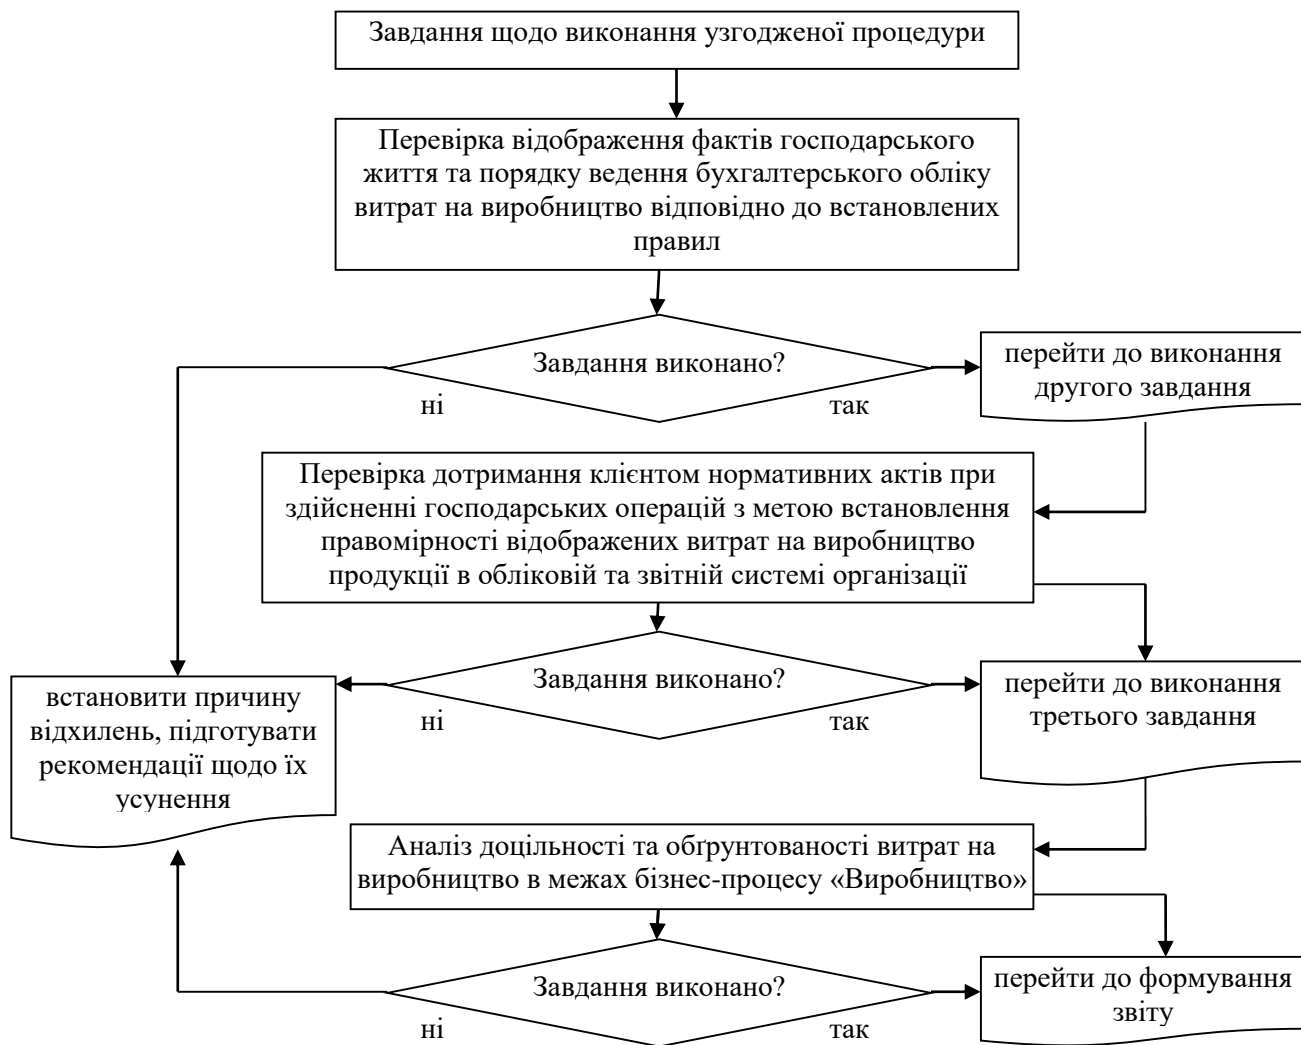 Завдання щодо виконання узгодженої процедури
Перевірка відображення фактів господарського
життя та порядку ведення бухгалтерського обліку
витрат на виробництво відповідно до встановлених
правил
Завдання виконано?
ні
так
перейти до виконання
другого завдання
Перевірка дотримання клієнтом нормативних актів при
здійсненні господарських операцій з метою встановлення
правомірності відображених витрат на виробництво
продукції в обліковій та звітній системі організації
Завдання виконано?
ні
так
перейти до виконання
третього завдання
встановити причину
відхилень, підготувати
рекомендації щодо їх
усунення
Аналіз доцільності та обґрунтованості витрат на
виробництво в межах бізнес-процесу «Виробництво»
Завдання виконано?
ні
так
перейти до формування
звіту